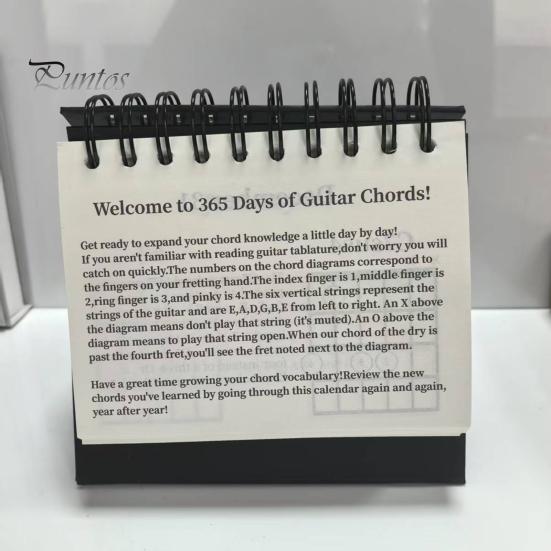 Puntos
Welcome to 365 Days of Guitar Chords!
Get ready to expand your chord knowledge a little day by day!
If you aren't familiar with reading guitar tablature,don't worry you will
catch on quickly.The numbers on the chord diagrams correspond to
the fingers on your fretting hand.The index finger is 1,middle finger is
2,ring finger is 3,and pinky is 4.The six vertical strings represent the
strings of the guitar and are E,A,D,G,B,E from left to right. An X above
the diagram means don't play that string (it's muted).An O above the
diagram means to play that string open.When our chord of the dry is
past the fourth fret,you'll see the fret noted next to the diagram.
Have a great time growing your chord vocabulary!Review the new
chords you've learned by going through this calendar again and again,
year after year!